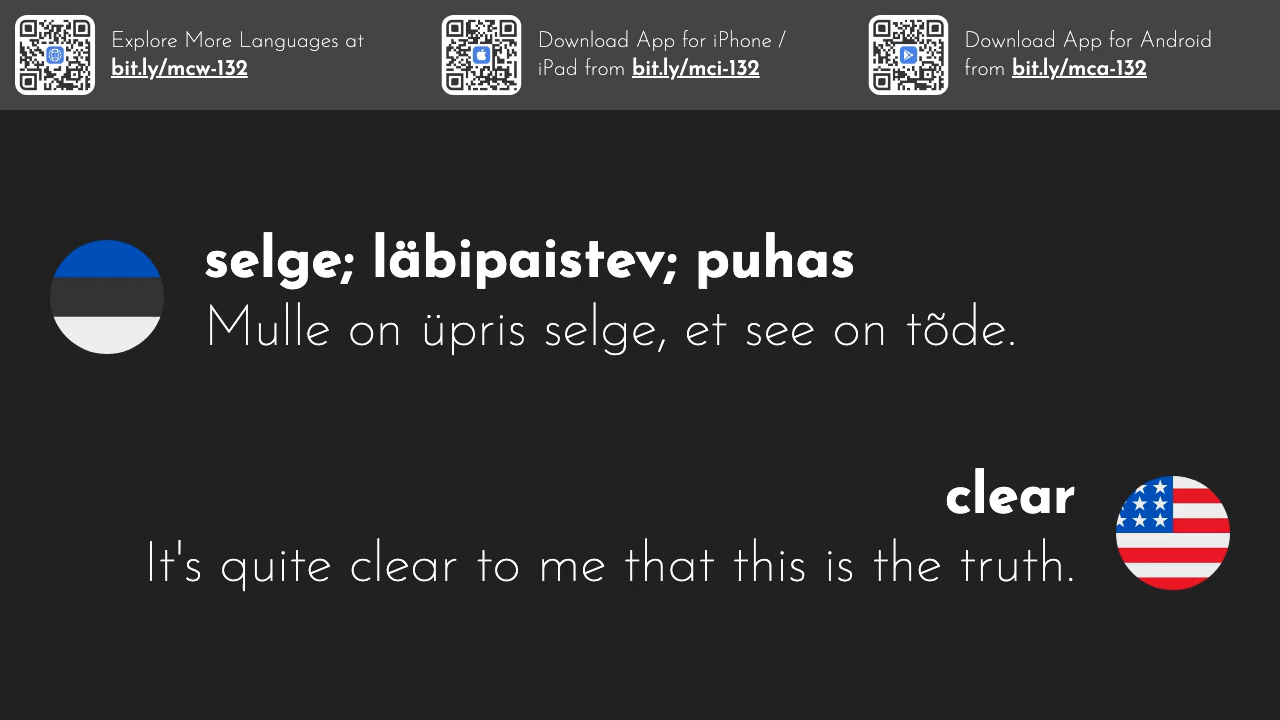 Explore More Languages at
bit.ly/mcw-132
Download App for iPhone /
iPad from bit.ly/mci-132
Download App for Android
from bit.ly/mca-132
selge; läbipaistev; puhas
Mulle on üpris selge, et see on tõde.
clear
It's quite clear to me that this is the truth.